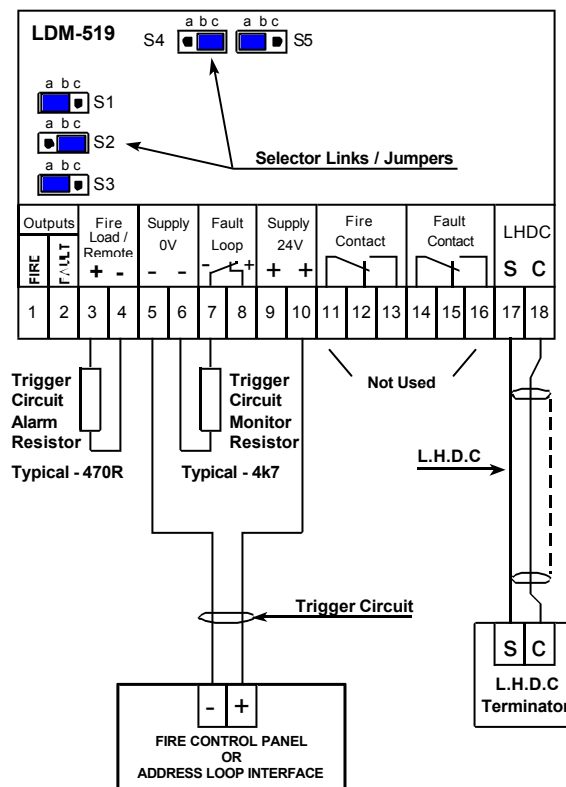 LDM-519
a b c
S4
a b c
S5
a b c
S1
a b c
S2
a b c
S3
Selector Links / Jumpers
Outputs
FIRE
FAULT
Fire
Load /
Remote
+ -
Supply
0V
- -
Fault
Loop
- +
Supply
24V
+ +
Fire
Contact
Fault
Contact
LHDC
S C
1 2 3 4 5 6 7 8 9 10 11 12 13 14 15 16 17 18
Trigger
Circuit
Alarm
Resistor
Typical - 470R
Trigger
Circuit
Monitor
Resistor
Typical - 4k7
Not Used
L.H.D.C
Trigger Circuit
S C
L.H.D.C
Terminator
- +
FIRE CONTROL PANEL
OR
ADDRESS LOOP INTERFACE